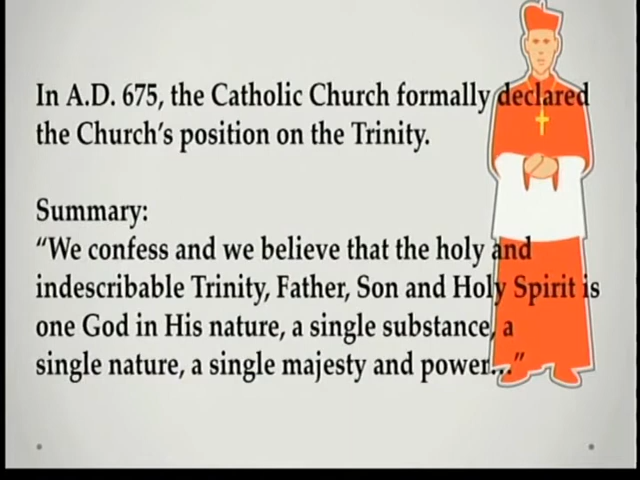 In A.D. 675, the Catholic Church formally declared
the Church's position on the Trinity.
Summary:
“We confess and we believe that the holy and
indescribable Trinity, Father, Son and Holy Spirit is
one God in His nature, a single substance, a
single nature, a single majesty and power...”